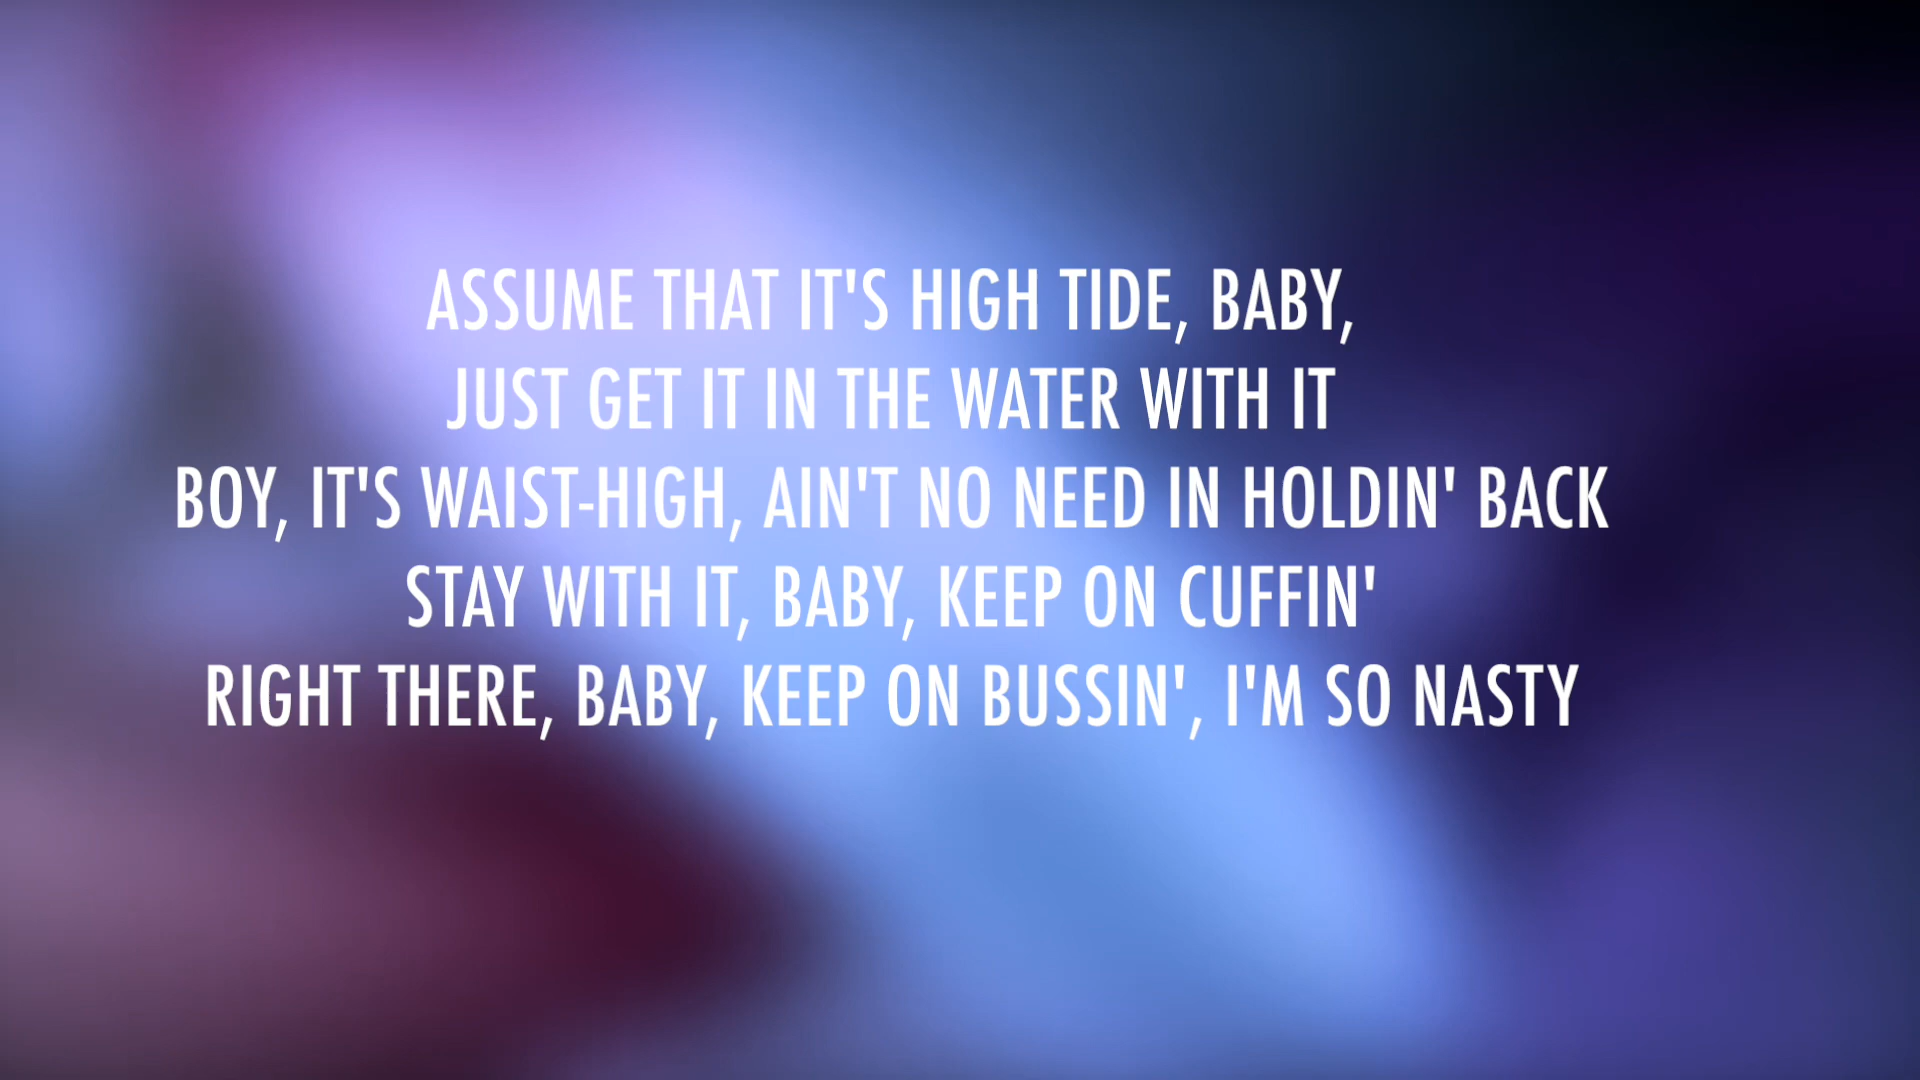 ASSUME THAT IT'S HIGH TIDE, BABY,
JUST GET IT IN THE WATER WITH IT
BOY, IT'S WAIST-HIGH, AIN'T NO NEED IN HOLDIN' BACK
STAY WITH IT, BABY, KEEP ON CUFFIN'
RIGHT THERE, BABY, KEEP ON BUSSIN', I'M SO NASTY